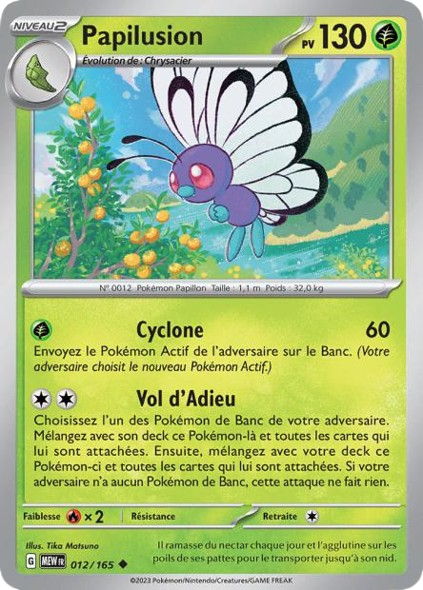 NIVEAU2
Papilusion
PV 130
Évolution de : Chrysacier
N° 0012 Pokémon Papillon Taille : 1,1 m Poids : 32,0 kg
Cyclone 60
Envoyez le Pokémon Actif de l'adversaire sur le Banc. (Votre
adversaire choisit le nouveau Pokémon Actif.)
Vol d'Adieu
Choisissez l'un des Pokémon de Banc de votre adversaire.
Mélangez avec son deck ce Pokémon-là et toutes les cartes qui
lui sont attachées. Ensuite, mélangez avec votre deck ce
Pokémon-ci et toutes les cartes qui lui sont attachées. Si votre
adversaire n'a aucun Pokémon de Banc, cette attaque ne fait rien.
Faiblesse ×2 Résistance Retraite
Illus. Tika Matsuno
G MEW FR 012/165
Il ramasse du nectar chaque jour et l'agglutine sur les
poils de ses pattes pour le transporter jusqu'à son nid.
©2023 Pokémon/Nintendo/Creatures/GAME FREAK